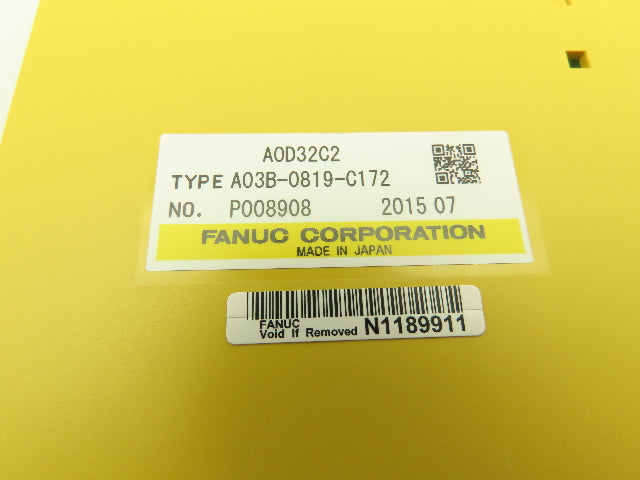 AOD32C2
TYPE A03B-0819-C172
NO. P008908 2015 07
FANUC CORPORATION
MADE IN JAPAN
FANUC
Void If Removed N1189911